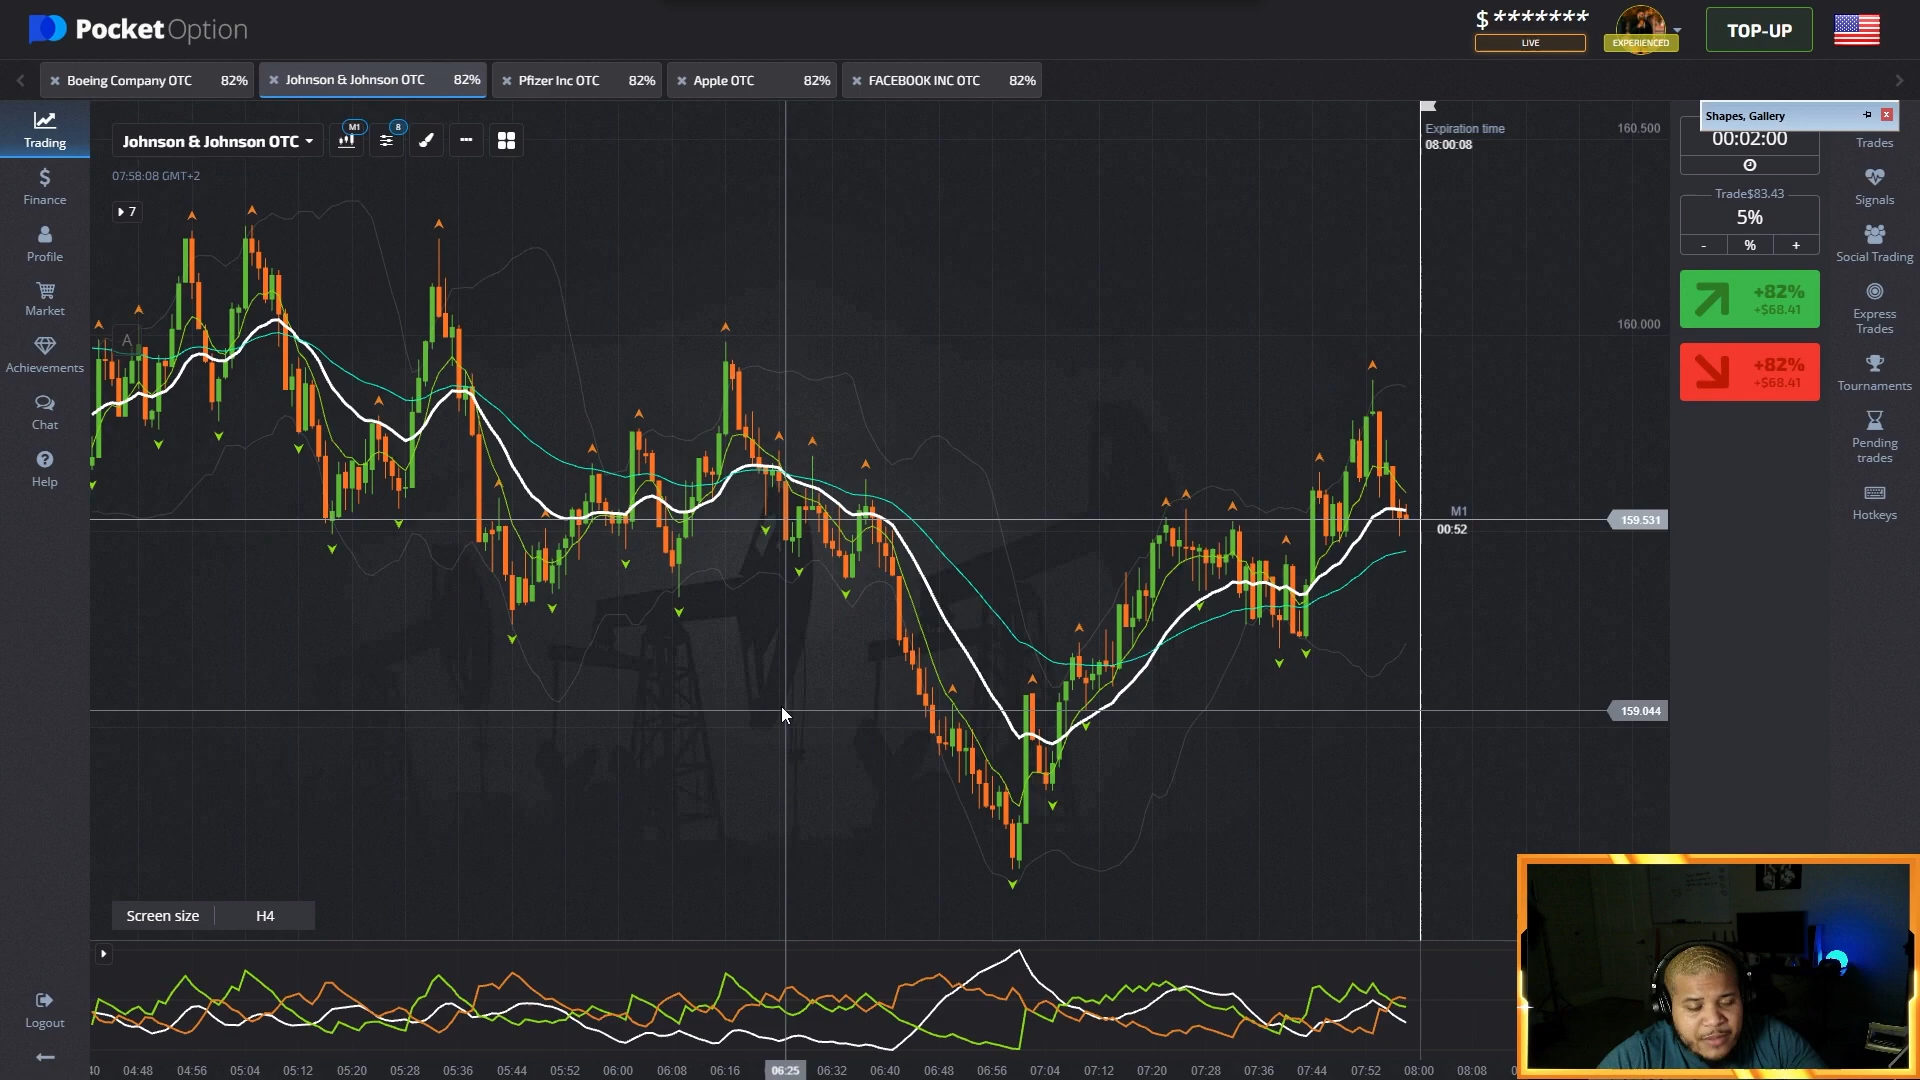 PocketOption
$*******
LIVE
EXPERIENCED
TOP-UP
Boeing Company OTC 82%
Johnson & Johnson OTC 82%
Pfizer Inc OTC 82%
Apple OTC 82%
FACEBOOK INC OTC 82%
Trading
Finance
Profile
Market
Achievements
Chat
Help
Logout
Johnson & Johnson OTC
M1
8
07:58:08 GMT+2
7
A
Expiration time
08:00:08
160.500
160.000
M1
00:52
159.531
159.044
Screen size H4
Shapes, Gallery
00:02:00
Trade$83.43
5%
- % +
+82%
+$68.41
+82%
+$68.41
Trades
Signals
Social Trading
Express
Trades
Tournaments
Pending
trades
Hotkeys
40 04:48 04:56 05:04 05:12 05:20 05:28 05:36 05:44 05:52 06:00 06:08 06:16 06:25 06:32 06:40 06:48 06:56 07:04 07:12 07:20 07:28 07:36 07:44 07:52 08:00 08:08